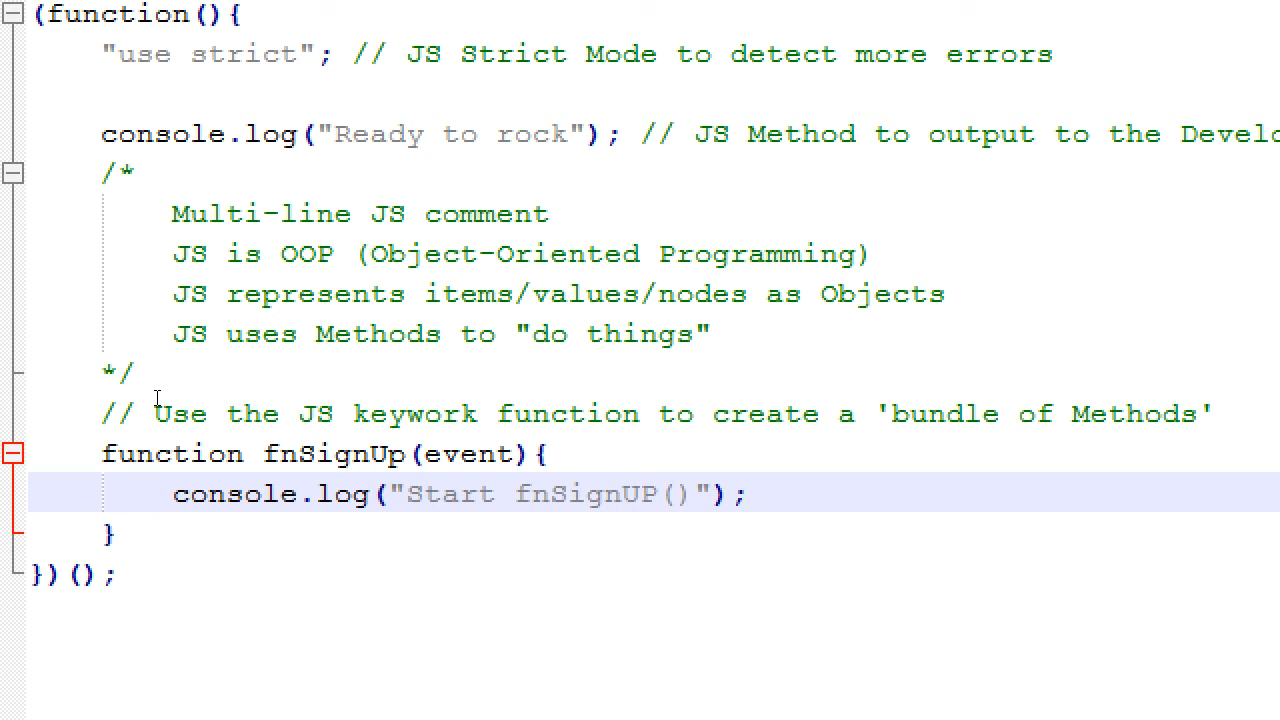 (function(){
"use strict"; // JS Strict Mode to detect more errors
console.log("Ready to rock"); // JS Method to output to the
/*
Multi-line JS comment
JS is OOP (Object-Oriented Programming)
JS represents items/values/nodes as Objects
JS uses Methods to "do things"
*/
// Use the JS keywork function to create a 'bundle of Methods'
function fnSignUp(event){
console.log("Start fnSignUP()");
}
})();